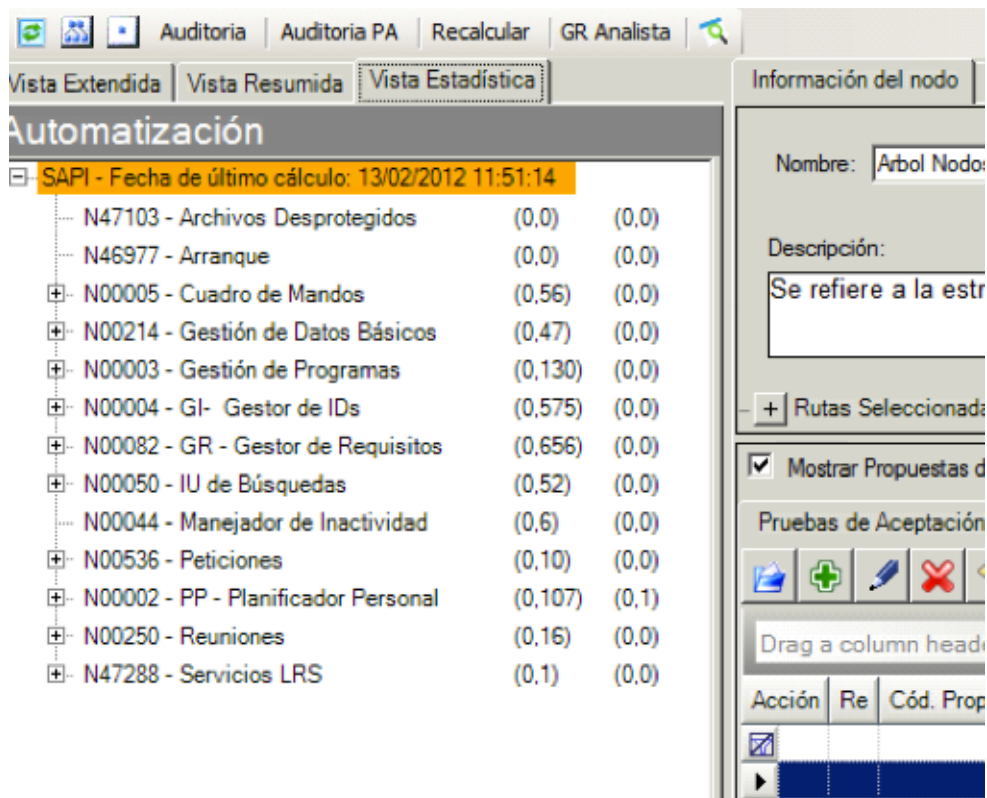 Auditoria Auditoria PA Recalcular GR Analista
Vista Extendida Vista Resumida Vista Estadística
Automatización
SAPI - Fecha de último cálculo: 13/02/2012 11:51:14
N47103 - Archivos Desprotegidos (0,0) (0,0)
N46977 - Arranque (0,0) (0,0)
N00005 - Cuadro de Mandos (0,56) (0,0)
N00214 - Gestión de Datos Básicos (0,47) (0,0)
N00003 - Gestión de Programas (0,130) (0,0)
N00004 - GI- Gestor de IDs (0,575) (0,0)
N00082 - GR - Gestor de Requisitos (0,656) (0,0)
N00050 - IU de Búsquedas (0,52) (0,0)
N00044 - Manejador de Inactividad (0,6) (0,0)
N00536 - Peticiones (0,10) (0,0)
N00002 - PP - Planificador Personal (0,107) (0,1)
N00250 - Reuniones (0,16) (0,0)
N47288 - Servicios LRS (0,1) (0,0)
Información del nodo
Nombre: Arbol Nodos
Descripción:
Se refiere a la estr
+ Rutas Seleccionada
Mostrar Propuestas d
Pruebas de Aceptación
Drag a column heade
Acción Re Cód. Prop